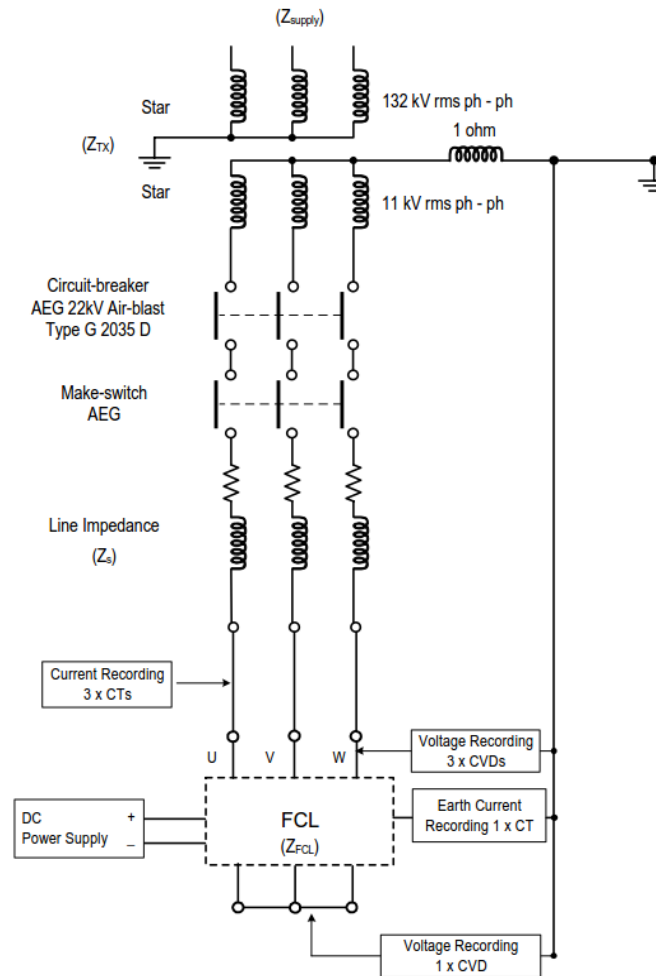 (Zsupply)
Star
132 kV rms ph - ph
1 ohm
(ZTX)
Star
11 kV rms ph - ph
Circuit-breaker
AEG 22kV Air-blast
Type G 2035 D
Make-switch
AEG
Line Impedance
(Zs)
Current Recording
3 x CTs
U V W
Voltage Recording
3 x CVDs
DC
Power Supply
+
–
FCL
(ZFCL)
Earth Current
Recording 1 x CT
Voltage Recording
1 x CVD